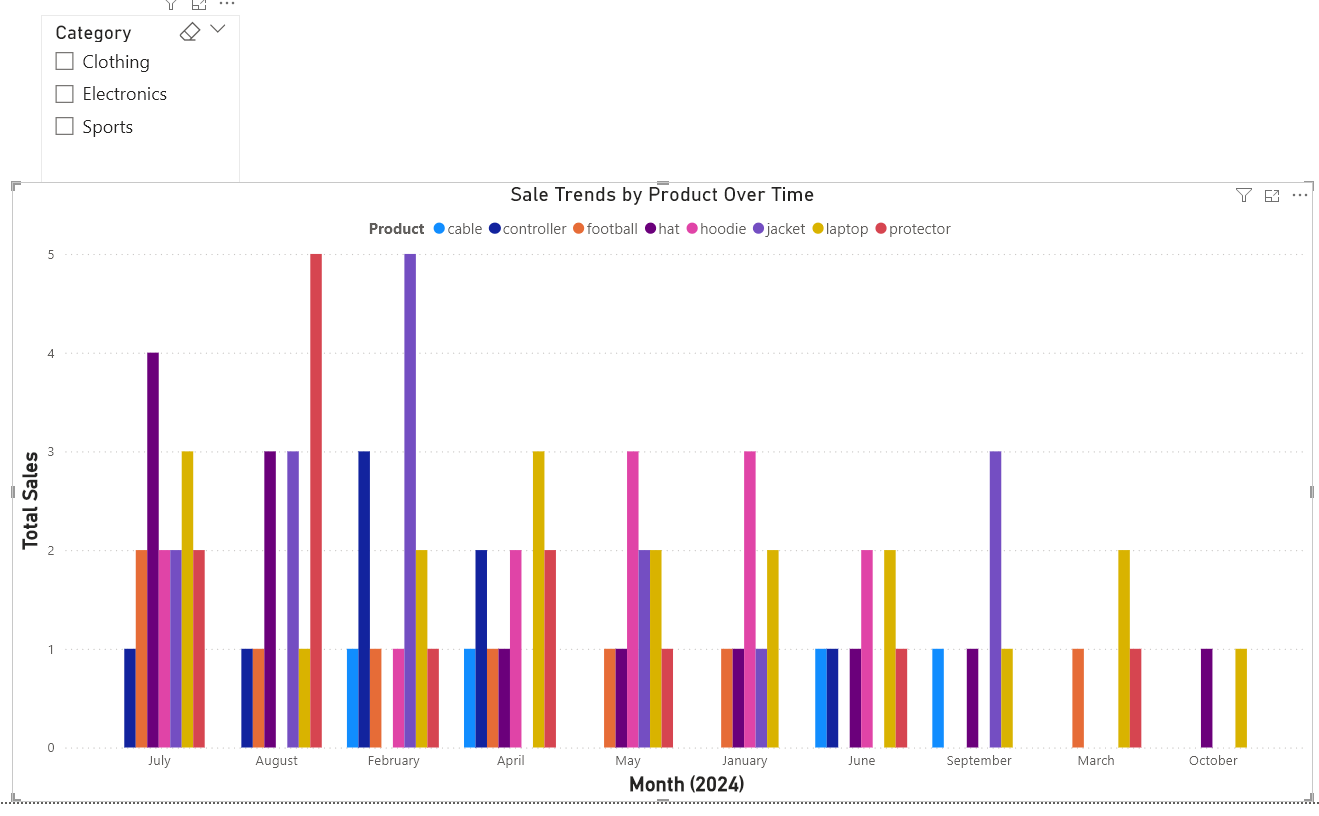 Category
Clothing
Electronics
Sports
Sale Trends by Product Over Time
Product cable controller football hat hoodie jacket laptop protector
5
4
3
2
1
0
Total Sales
July August February April May January June September March October
Month (2024)